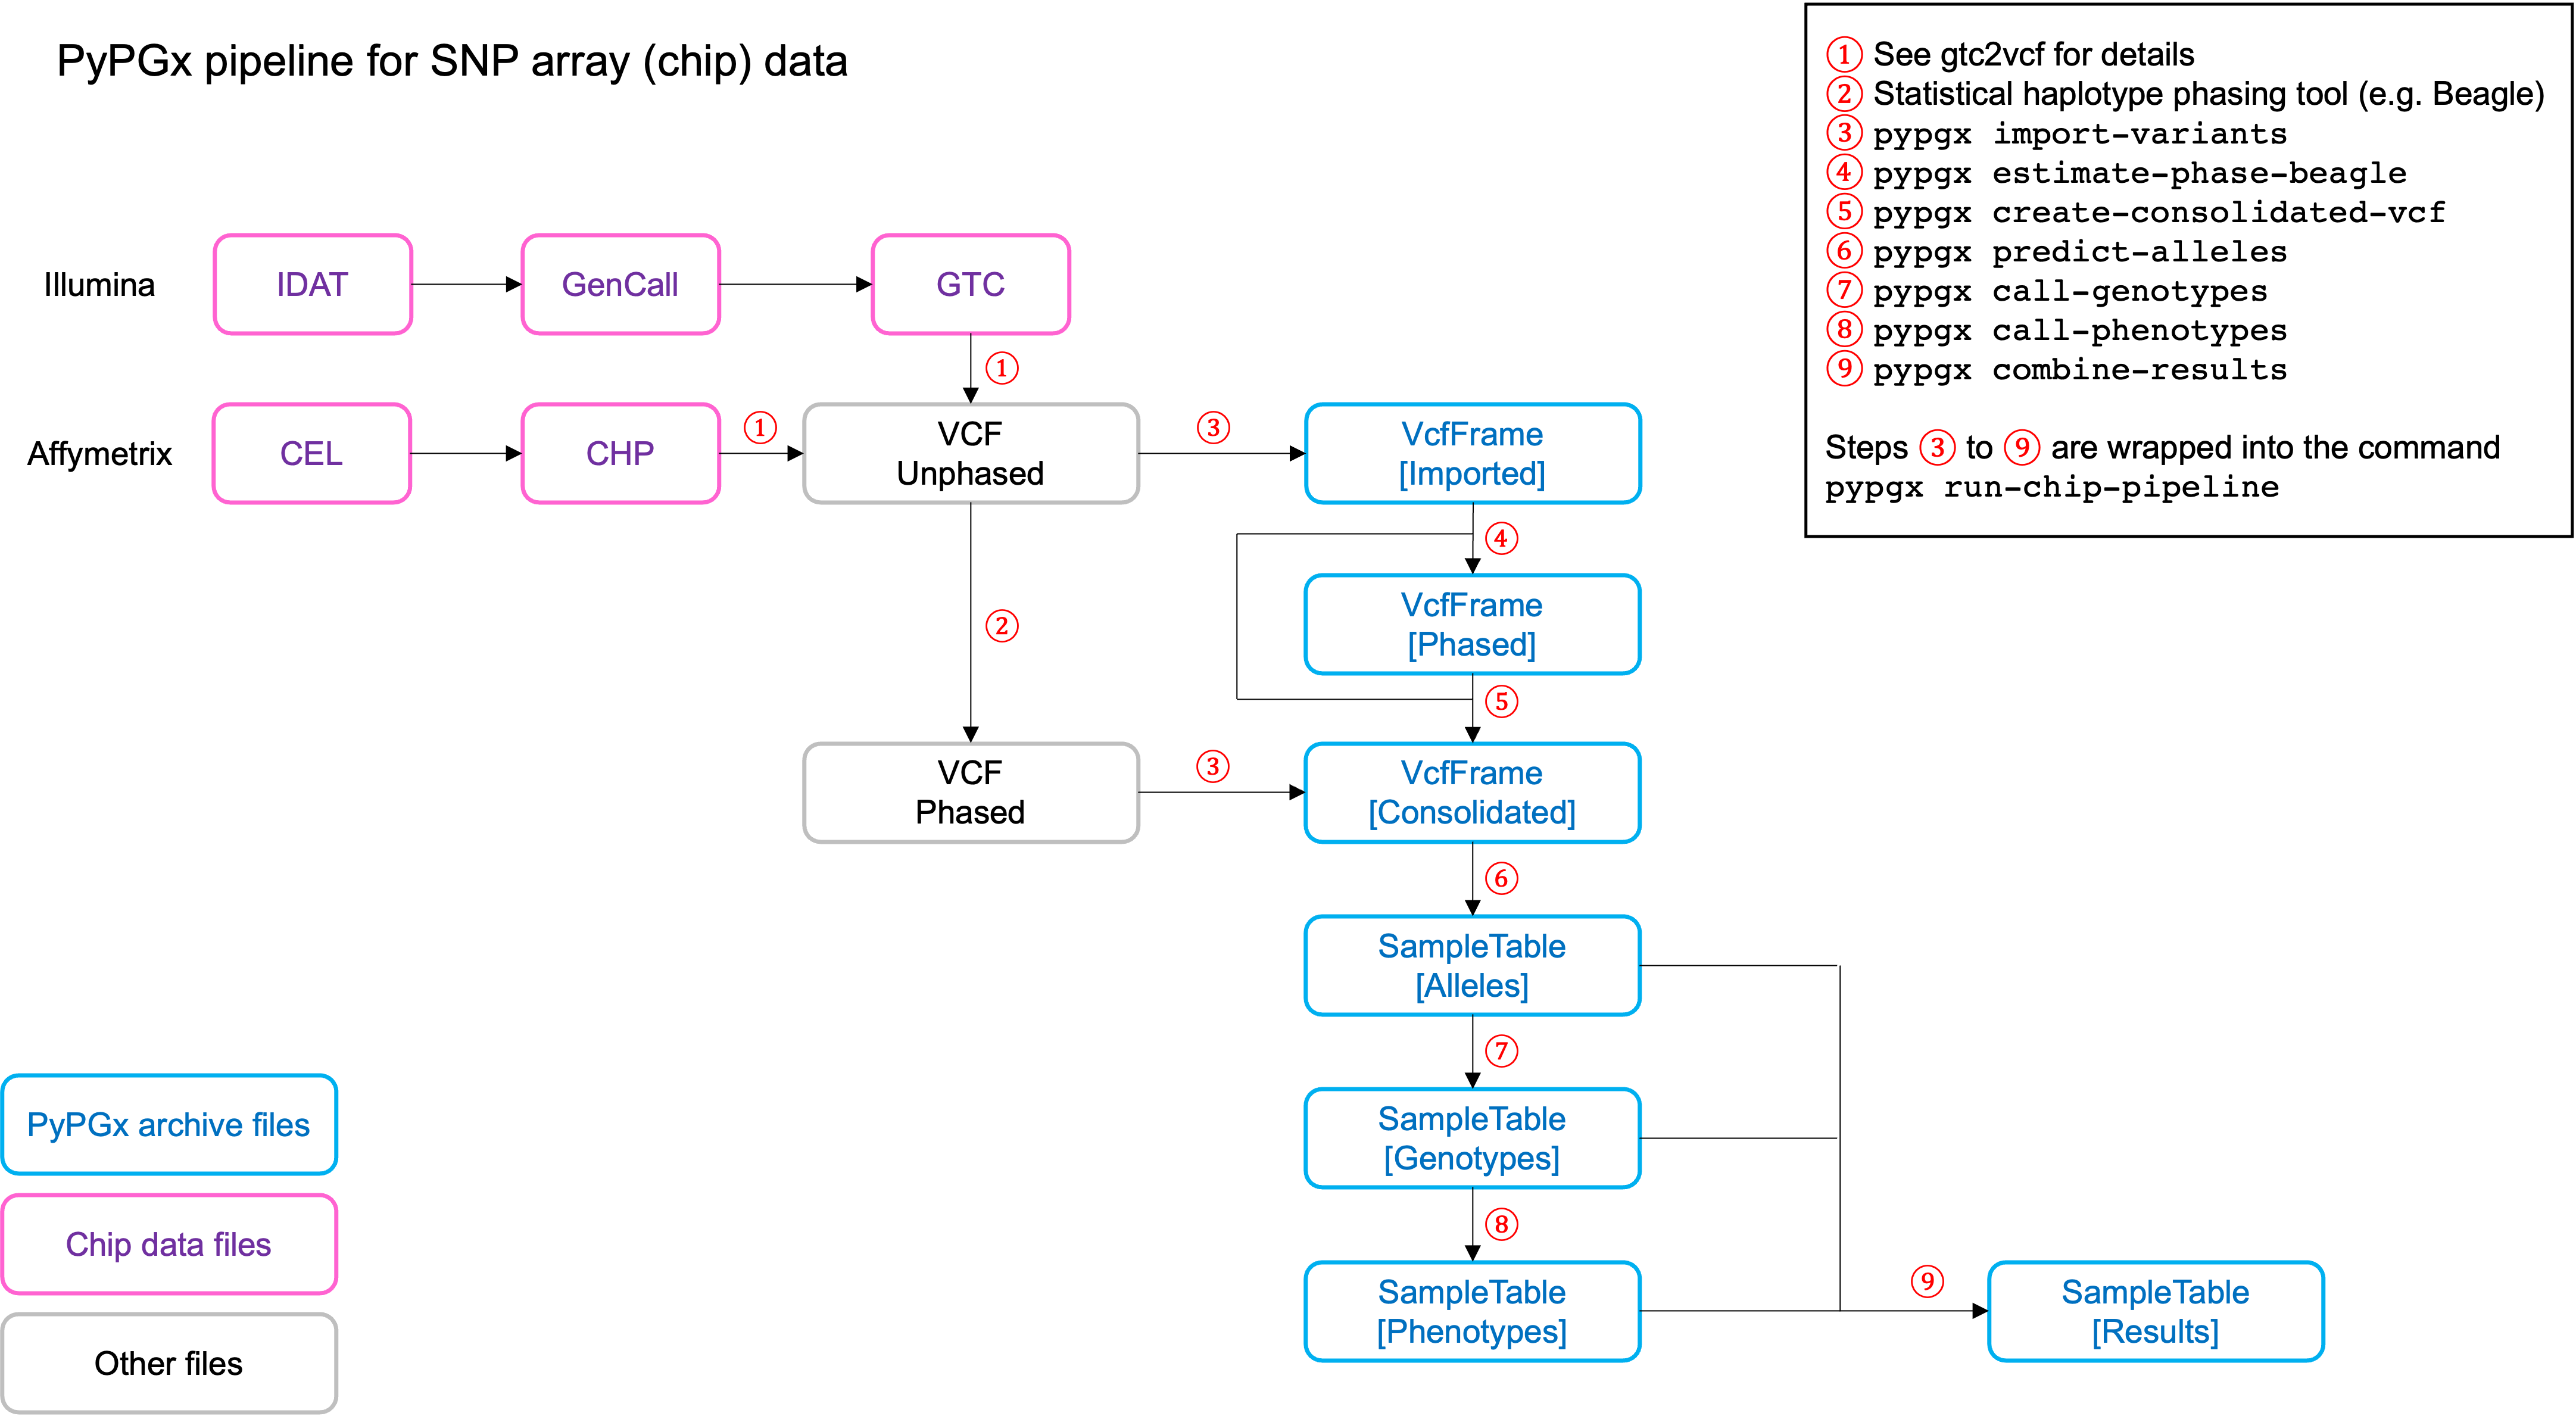 PyPGx pipeline for SNP array (chip) data
① See gtc2vcf for details
② Statistical haplotype phasing tool (e.g. Beagle)
③ pypgx import-variants
④ pypgx estimate-phase-beagle
⑤ pypgx create-consolidated-vcf
⑥ pypgx predict-alleles
⑦ pypgx call-genotypes
⑧ pypgx call-phenotypes
⑨ pypgx combine-results
Steps ③ to ⑨ are wrapped into the command
pypgx run-chip-pipeline
Illumina
IDAT
GenCall
GTC
①
Affymetrix
CEL
CHP
①
VCF
Unphased
③
VcfFrame
[Imported]
④
VcfFrame
[Phased]
②
⑤
VCF
Phased
③
VcfFrame
[Consolidated]
⑥
SampleTable
[Alleles]
⑦
SampleTable
[Genotypes]
⑧
SampleTable
[Phenotypes]
⑨
SampleTable
[Results]
PyPGx archive files
Chip data files
Other files